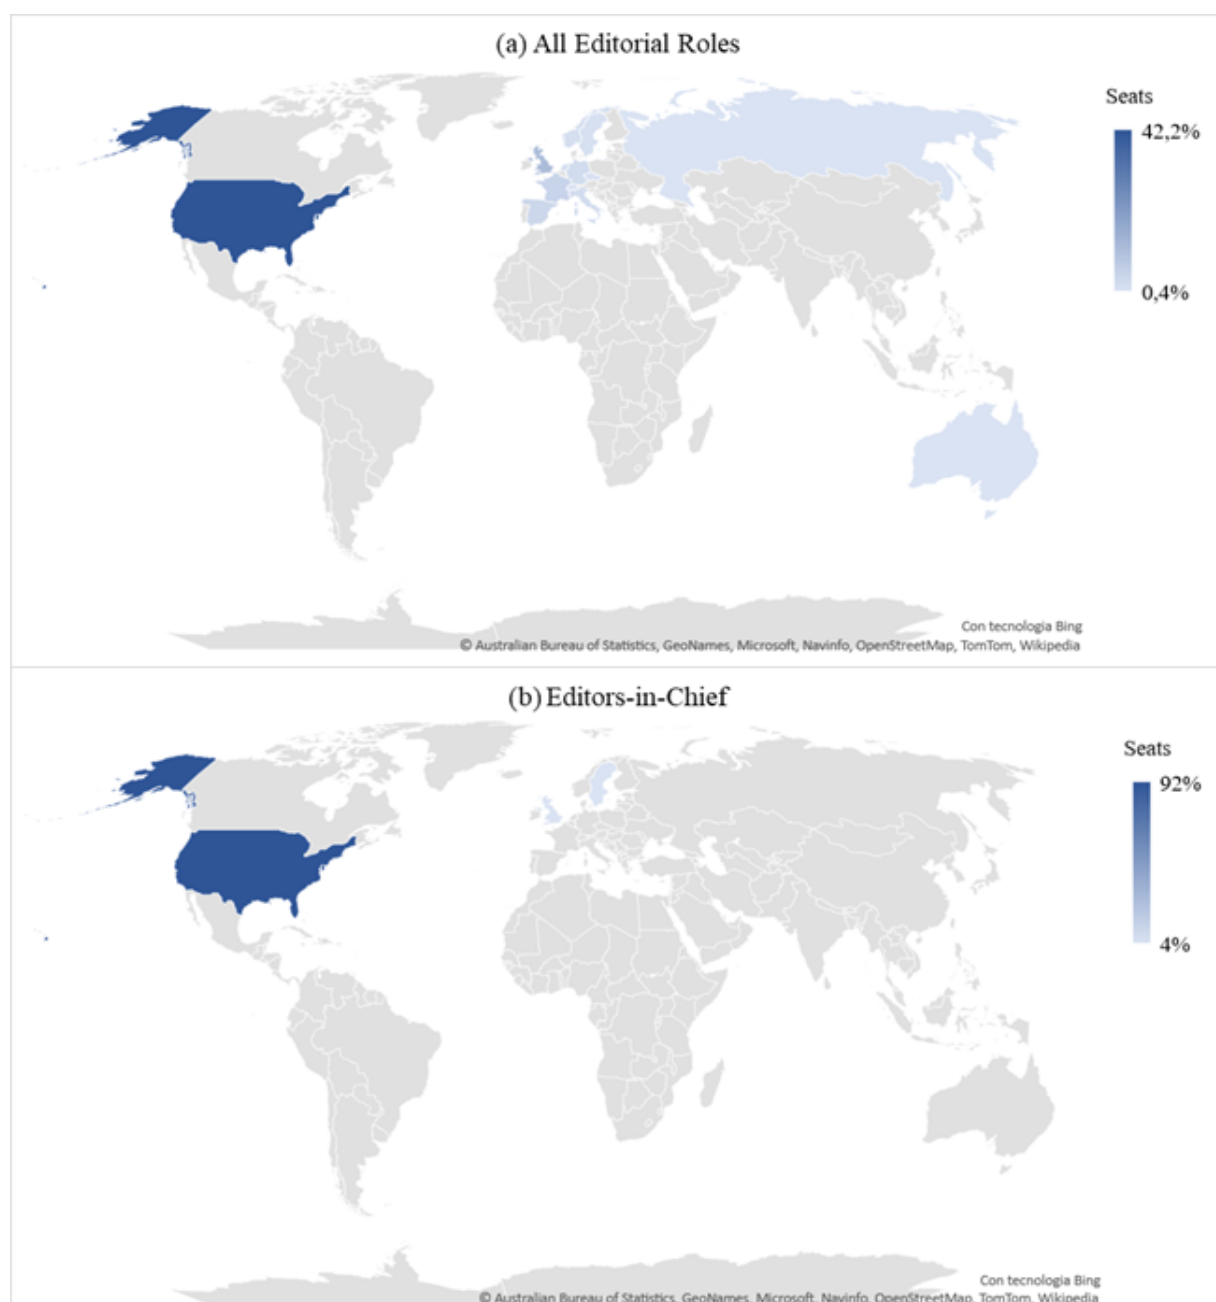 (a) All Editorial Roles
Seats
42,2%
0,4%
Con tecnologia Bing
© Australian Bureau of Statistics, GeoNames, Microsoft, Navinfo, OpenStreetMap, TomTom, Wikipedia
(b) Editors-in-Chief
Seats
92%
4%
Con tecnologia Bing
© Australian Bureau of Statistics, GeoNames, Microsoft, Navinfo, OpenStreetMap, TomTom, Wikipedia